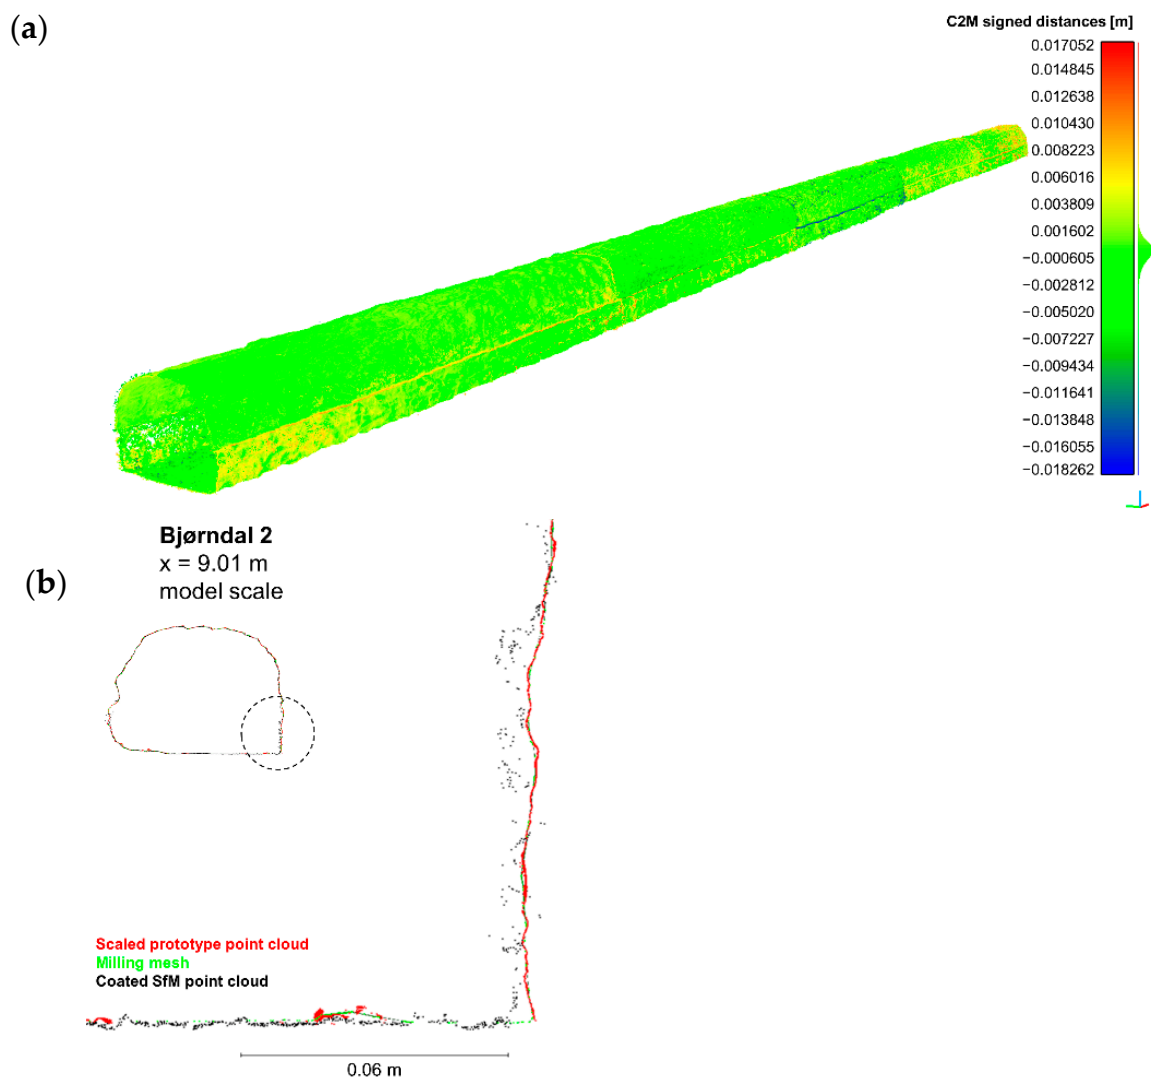 (a)
C2M signed distances [m]
0.017052
0.014845
0.012638
0.010430
0.008223
0.006016
0.003809
0.001602
−0.000605
−0.002812
−0.005020
−0.007227
−0.009434
−0.011641
−0.013848
−0.016055
−0.018262
Bjørndal 2
x = 9.01 m
model scale
(b)
Scaled prototype point cloud
Milling mesh
Coated SfM point cloud
0.06 m